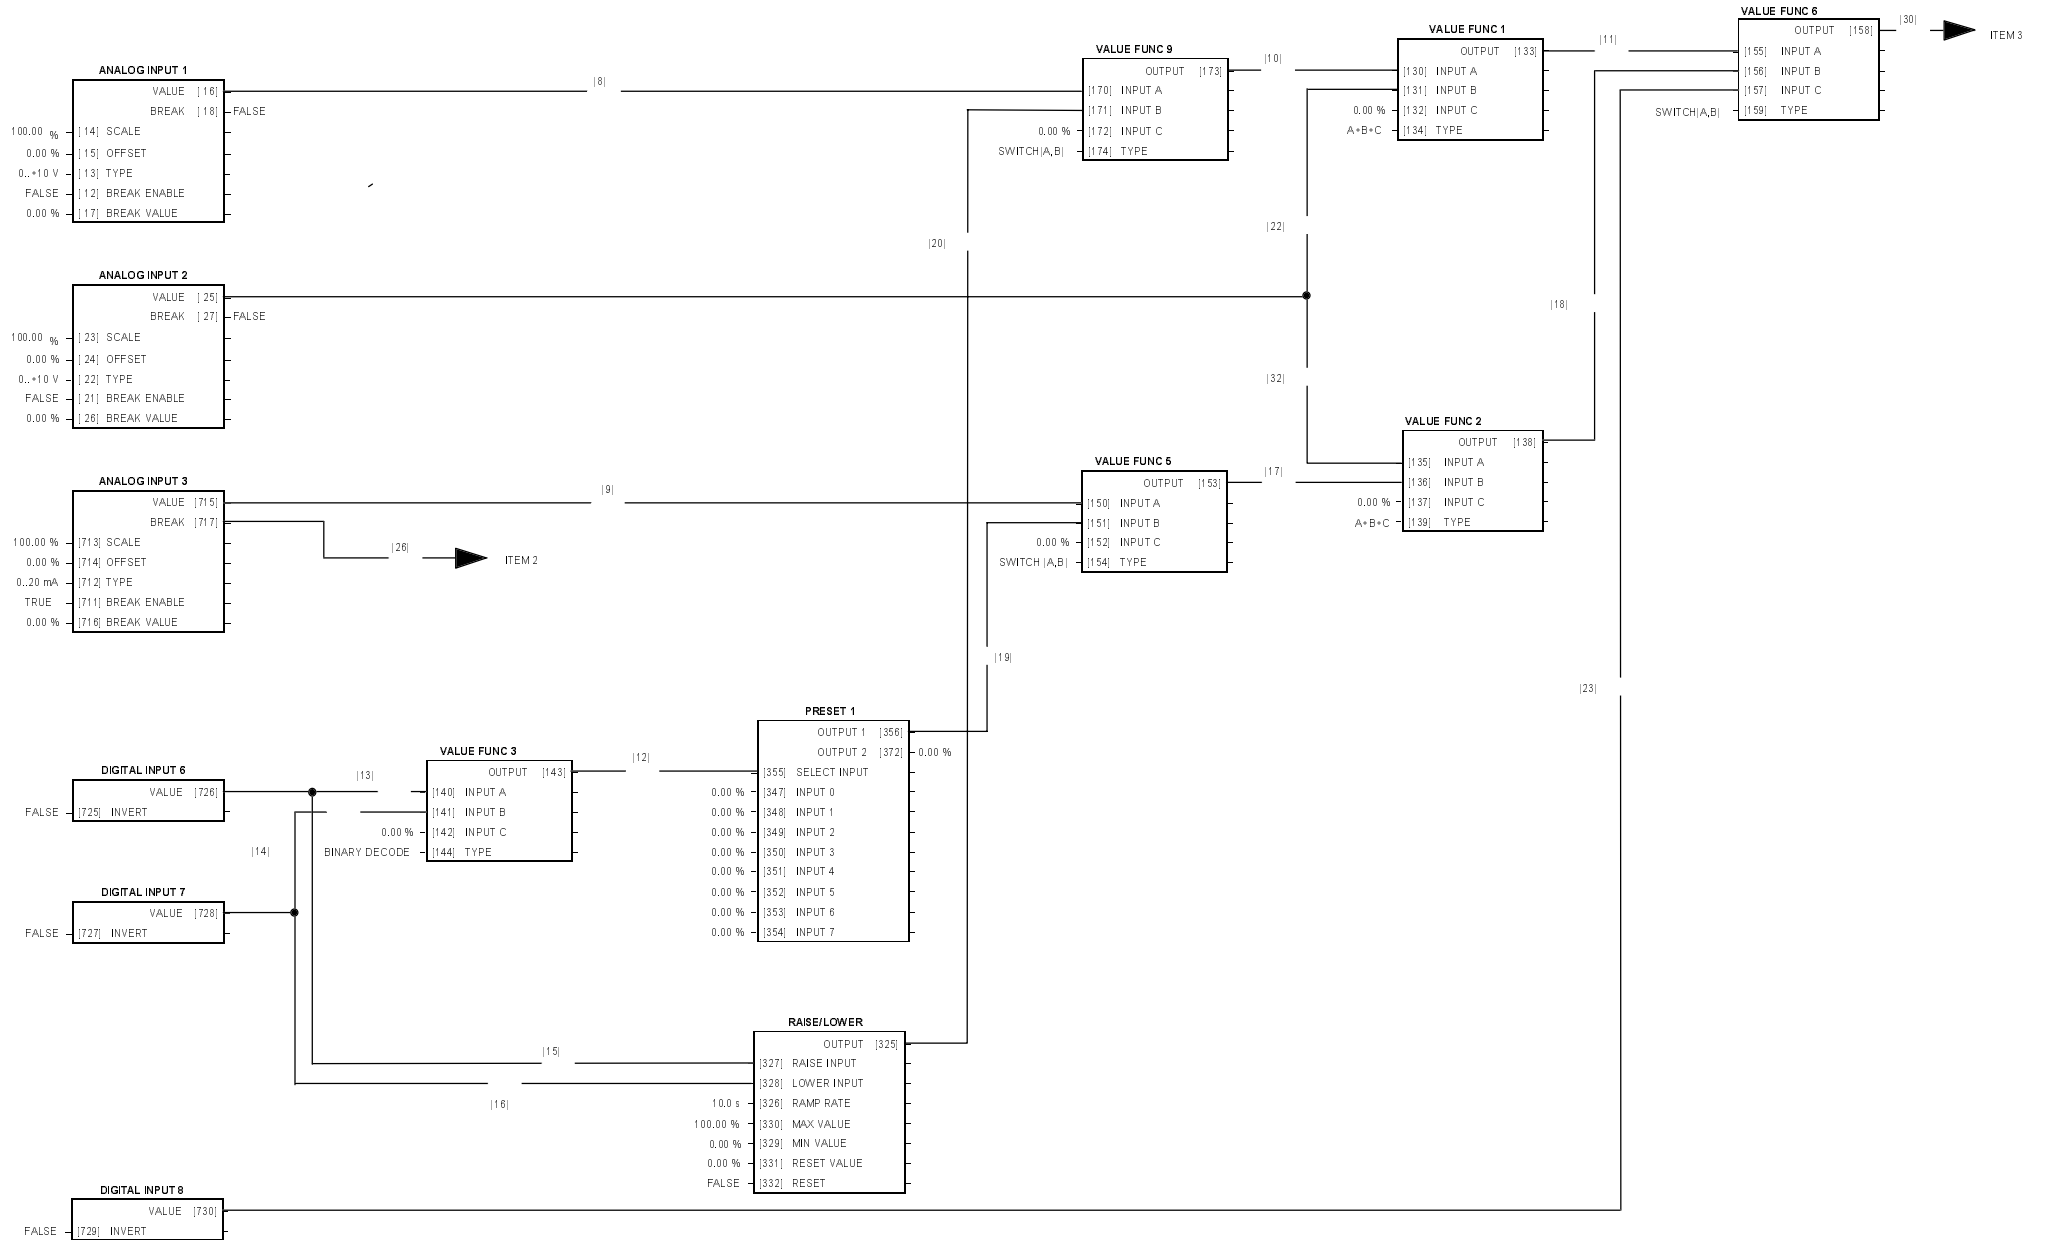 ANALOG INPUT 1
VALUE [ 16]
BREAK [ 18] FALSE
100.00 % [ 14] SCALE
0.00 % [ 15] OFFSET
0..+10 V [ 13] TYPE
FALSE [ 12] BREAK ENABLE
0.00 % [ 17] BREAK VALUE
|8|
VALUE FUNC 9
OUTPUT [173]
[170] INPUT A
[171] INPUT B
0.00 % [172] INPUT C
SWITCH|A,B| [174] TYPE
|10|
VALUE FUNC 1
OUTPUT [133]
[130] INPUT A
[131] INPUT B
0.00 % [132] INPUT C
A+B+C [134] TYPE
|11|
VALUE FUNC 6
OUTPUT [158]
[155] INPUT A
[156] INPUT B
[157] INPUT C
SWITCH|A,B| [159] TYPE
|30|
ITEM 3
|20|
|22|
ANALOG INPUT 2
VALUE [ 25]
BREAK [ 27] FALSE
100.00 % [ 23] SCALE
0.00 % [ 24] OFFSET
0..+10 V [ 22] TYPE
FALSE [ 21] BREAK ENABLE
0.00 % [ 26] BREAK VALUE
|18|
|32|
ANALOG INPUT 3
VALUE [715]
BREAK [717]
100.00 % [713] SCALE
0.00 % [714] OFFSET
0..20 mA [712] TYPE
TRUE [711] BREAK ENABLE
0.00 % [716] BREAK VALUE
|9|
|26|
ITEM 2
VALUE FUNC 5
OUTPUT [153]
[150] INPUT A
[151] INPUT B
0.00 % [152] INPUT C
SWITCH |A,B| [154] TYPE
|17|
VALUE FUNC 2
OUTPUT [138]
[135] INPUT A
[136] INPUT B
0.00 % [137] INPUT C
A+B+C [139] TYPE
|19|
|23|
DIGITAL INPUT 6
VALUE [726]
FALSE [725] INVERT
|13|
|14|
VALUE FUNC 3
OUTPUT [143]
[140] INPUT A
[141] INPUT B
0.00 % [142] INPUT C
BINARY DECODE [144] TYPE
|12|
PRESET 1
OUTPUT 1 [356]
OUTPUT 2 [372] 0.00 %
[355] SELECT INPUT
0.00 % [347] INPUT 0
0.00 % [348] INPUT 1
0.00 % [349] INPUT 2
0.00 % [350] INPUT 3
0.00 % [351] INPUT 4
0.00 % [352] INPUT 5
0.00 % [353] INPUT 6
0.00 % [354] INPUT 7
DIGITAL INPUT 7
VALUE [728]
FALSE [727] INVERT
|15|
|16|
RAISE/LOWER
OUTPUT [325]
[327] RAISE INPUT
[328] LOWER INPUT
10.0 s [326] RAMP RATE
100.00 % [330] MAX VALUE
0.00 % [329] MIN VALUE
0.00 % [331] RESET VALUE
FALSE [332] RESET
DIGITAL INPUT 8
VALUE [730]
FALSE [729] INVERT